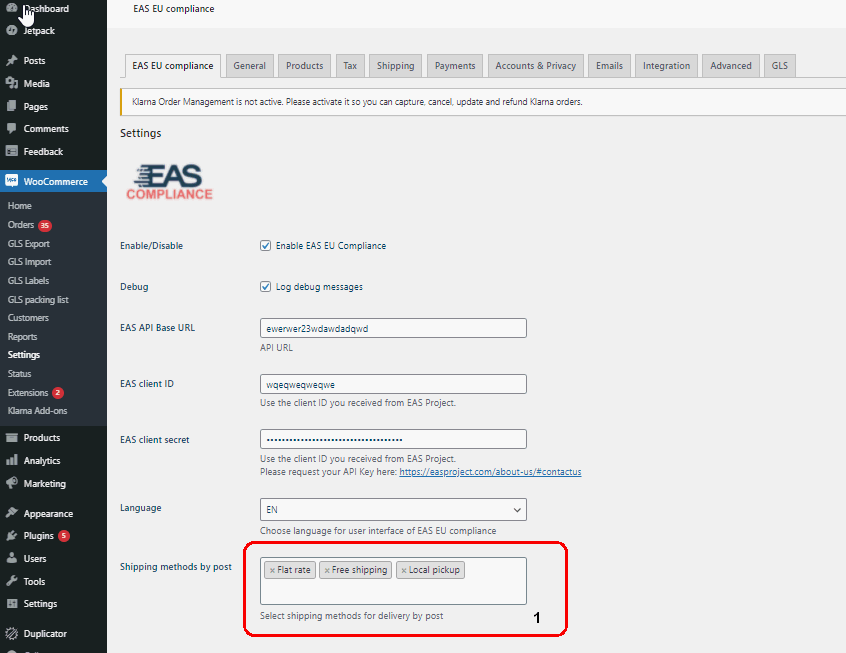 Dashboard
Jetpack
Posts
Media
Pages
Comments
Feedback
WooCommerce
Home
Orders 35
GLS Export
GLS Import
GLS Labels
GLS packing list
Customers
Reports
Settings
Status
Extensions 2
Klarna Add-ons
Products
Analytics
Marketing
Appearance
Plugins 5
Users
Tools
Settings
Duplicator
EAS EU compliance
EAS EU compliance General Products Tax Shipping Payments Accounts & Privacy Emails Integration Advanced GLS
Klarna Order Management is not active. Please activate it so you can capture, cancel, update and refund Klarna orders.
Settings
EAS
COMPLIANCE
Enable/Disable Enable EAS EU Compliance
Debug Log debug messages
EAS API Base URL ewerwer23wdawdadqwd
API URL
EAS client ID wqeqweqweqwe
Use the client ID you received from EAS Project.
EAS client secret
Use the client ID you received from EAS Project.
Please request your API Key here: https://easproject.com/about-us/#contactus
Language EN
Choose language for user interface of EAS EU compliance
Shipping methods by post × Flat rate × Free shipping × Local pickup
Select shipping methods for delivery by post 1